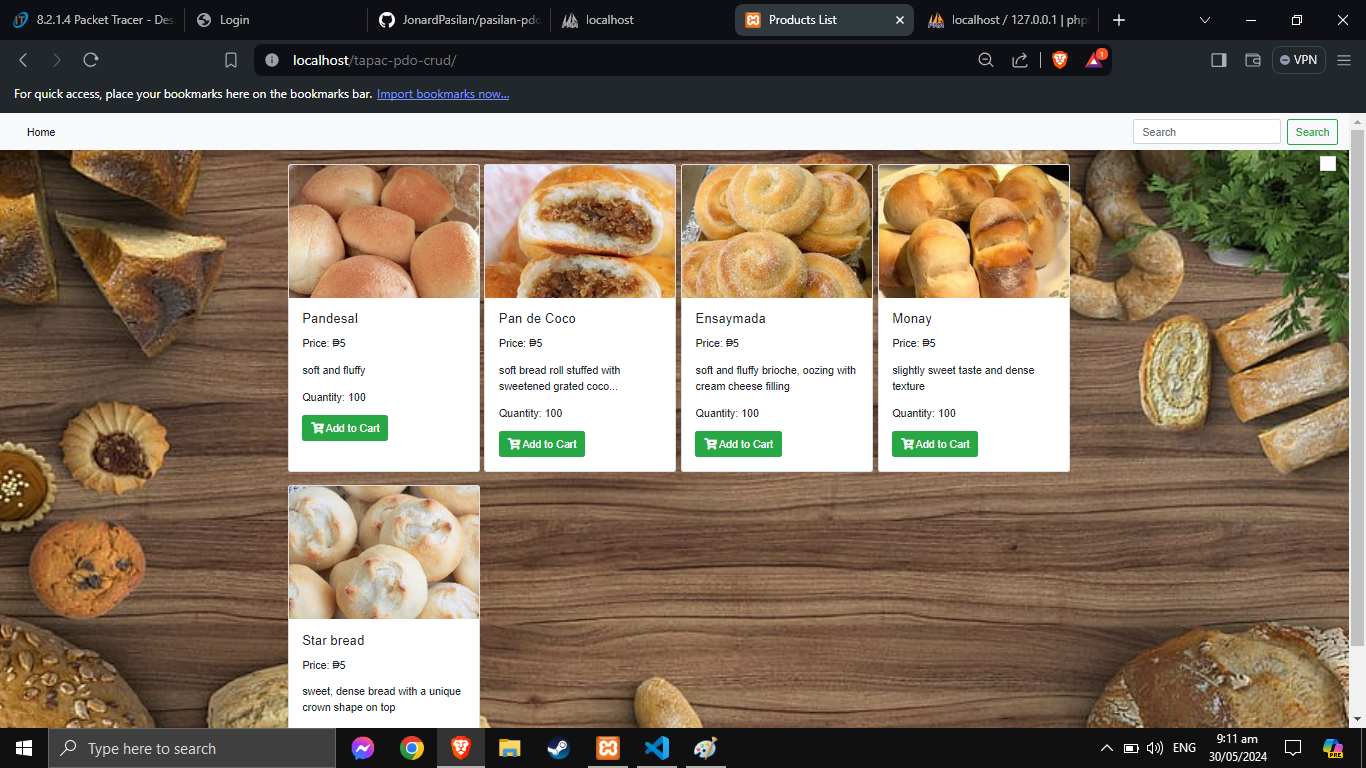 8.2.1.4 Packet Tracer - Des
Login
JonardPasilan/pasilan-pdo
localhost
Products List
localhost / 127.0.0.1 | php
localhost/tapac-pdo-crud/
1
VPN
For quick access, place your bookmarks here on the bookmarks bar. Import bookmarks now...
Home
Search
Search
Pandesal
Price: ₱5
soft and fluffy
Quantity: 100
Add to Cart
Pan de Coco
Price: ₱5
soft bread roll stuffed with
sweetened grated coco...
Quantity: 100
Add to Cart
Ensaymada
Price: ₱5
soft and fluffy brioche, oozing with
cream cheese filling
Quantity: 100
Add to Cart
Monay
Price: ₱5
slightly sweet taste and dense
texture
Quantity: 100
Add to Cart
Star bread
Price: ₱5
sweet, dense bread with a unique
crown shape on top
Type here to search
ENG
9:11 am
30/05/2024
PRE